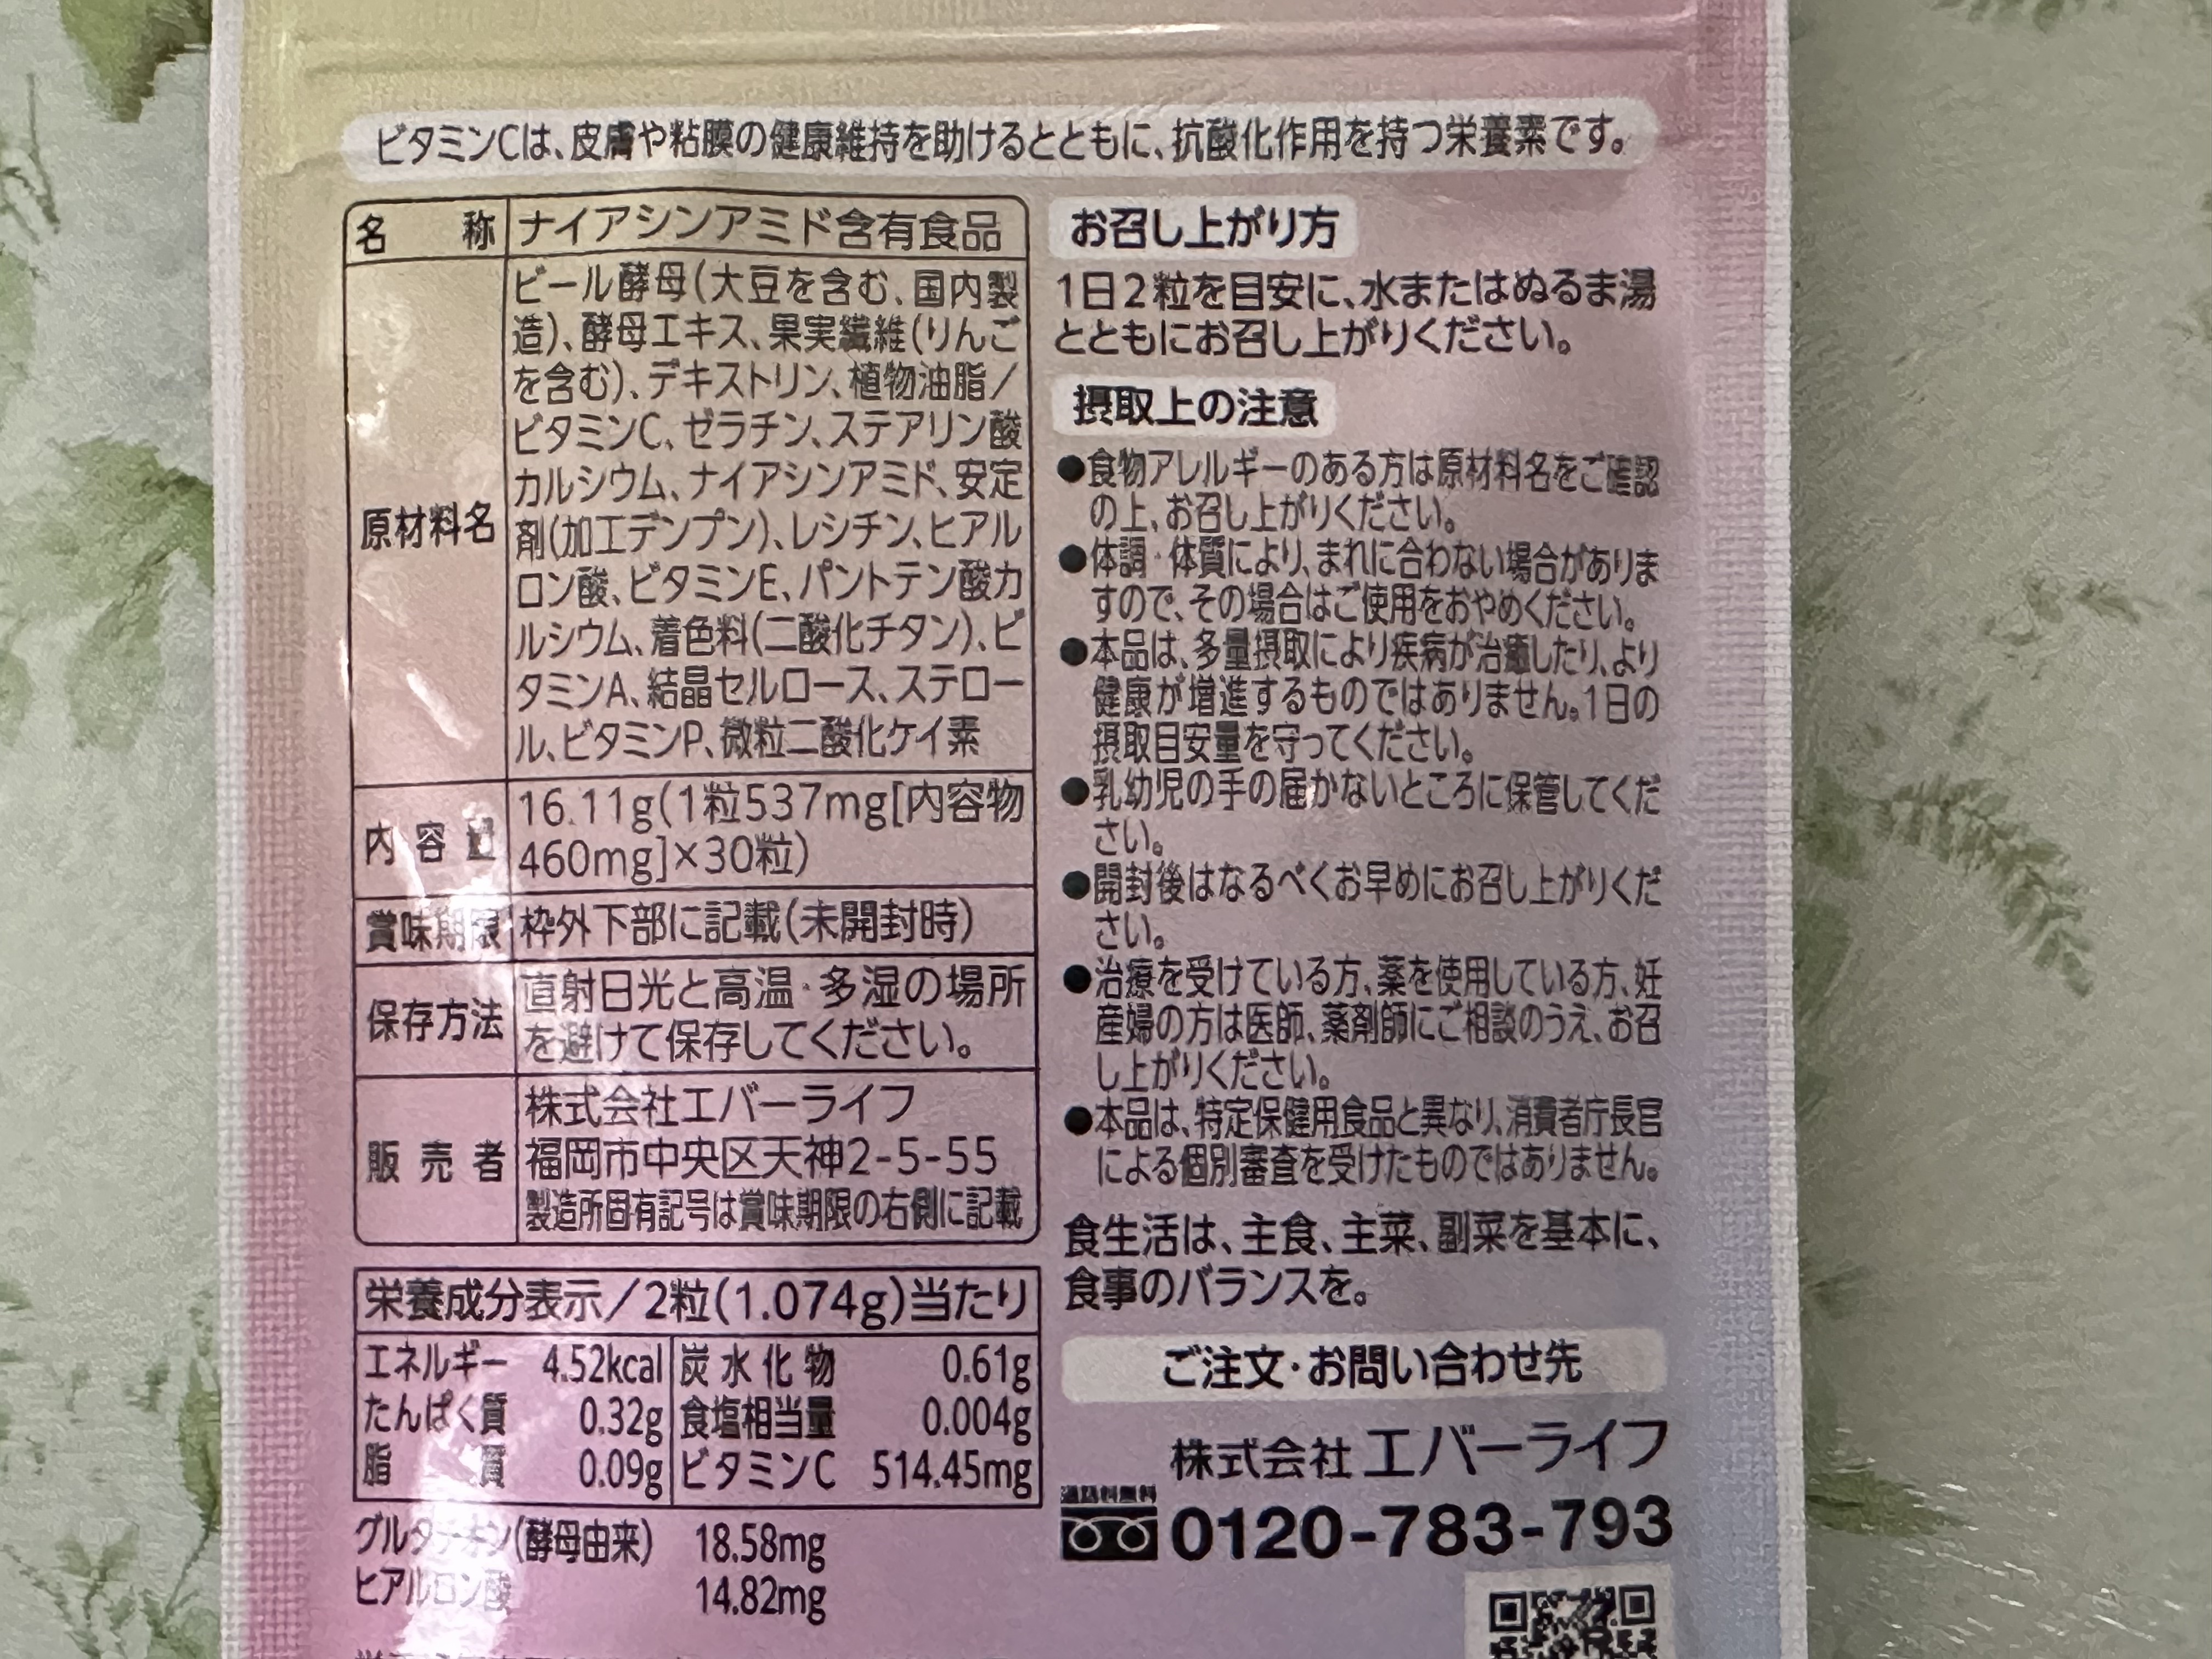 ビタミンCは、皮膚や粘膜の健康維持を助けるとともに、抗酸化作用を持つ栄養素です。
名称 ナイアシンアミド含有食品
原材料名
ビール酵母(大豆を含む、国内製
造)、酵母エキス、果実繊維(りんご
を含む)、デキストリン、植物油脂/
ビタミンC、ゼラチン、ステアリン酸
カルシウム、ナイアシンアミド、安定
剤(加工デンプン)、レシチン、ヒアル
ロン酸、ビタミンE、パントテン酸カ
ルシウム、着色料(二酸化チタン)、ビ
タミンA、結晶セルロース、ステロー
ル、ビタミンP、微粒二酸化ケイ素
内容量
16.11g(1粒537mg[内容物
460mg]×30粒)
賞味期限 枠外下部に記載(未開封時)
保存方法
直射日光と高温・多湿の場所
を避けて保存してください。
販売者
株式会社エバーライフ
福岡市中央区天神2-5-55
製造所固有記号は賞味期限の右側に記載
栄養成分表示/2粒(1.074g)当たり
エネルギー 4.52kcal 炭水化物 0.61g
たんぱく質 0.32g 食塩相当量 0.004g
脂質 0.09g ビタミンC 514.45mg
グルタチオン(酵母由来) 18.58mg
ヒアルロン酸 14.82mg
お召し上がり方
1日2粒を目安に、水またはぬるま湯
とともにお召し上がりください。
摂取上の注意
●食物アレルギーのある方は原材料名をご確認
の上、お召し上がりください。
●体調・体質により、まれに合わない場合がありま
すので、その場合はご使用をおやめください。
●本品は、多量摂取により疾病が治癒したり、より
健康が増進するものではありません。1日の
摂取目安量を守ってください。
●乳幼児の手の届かないところに保管してくだ
さい。
●開封後はなるべくお早めにお召し上がりくだ
さい。
●治療を受けている方、薬を使用している方、妊
産婦の方は医師、薬剤師にご相談のうえ、お召
し上がりください。
●本品は、特定保健用食品と異なり、消費者庁長官
による個別審査を受けたものではありません。
食生活は、主食、主菜、副菜を基本に、
食事のバランスを。
ご注文・お問い合わせ先
株式会社エバーライフ
通話料無料
0120-783-793